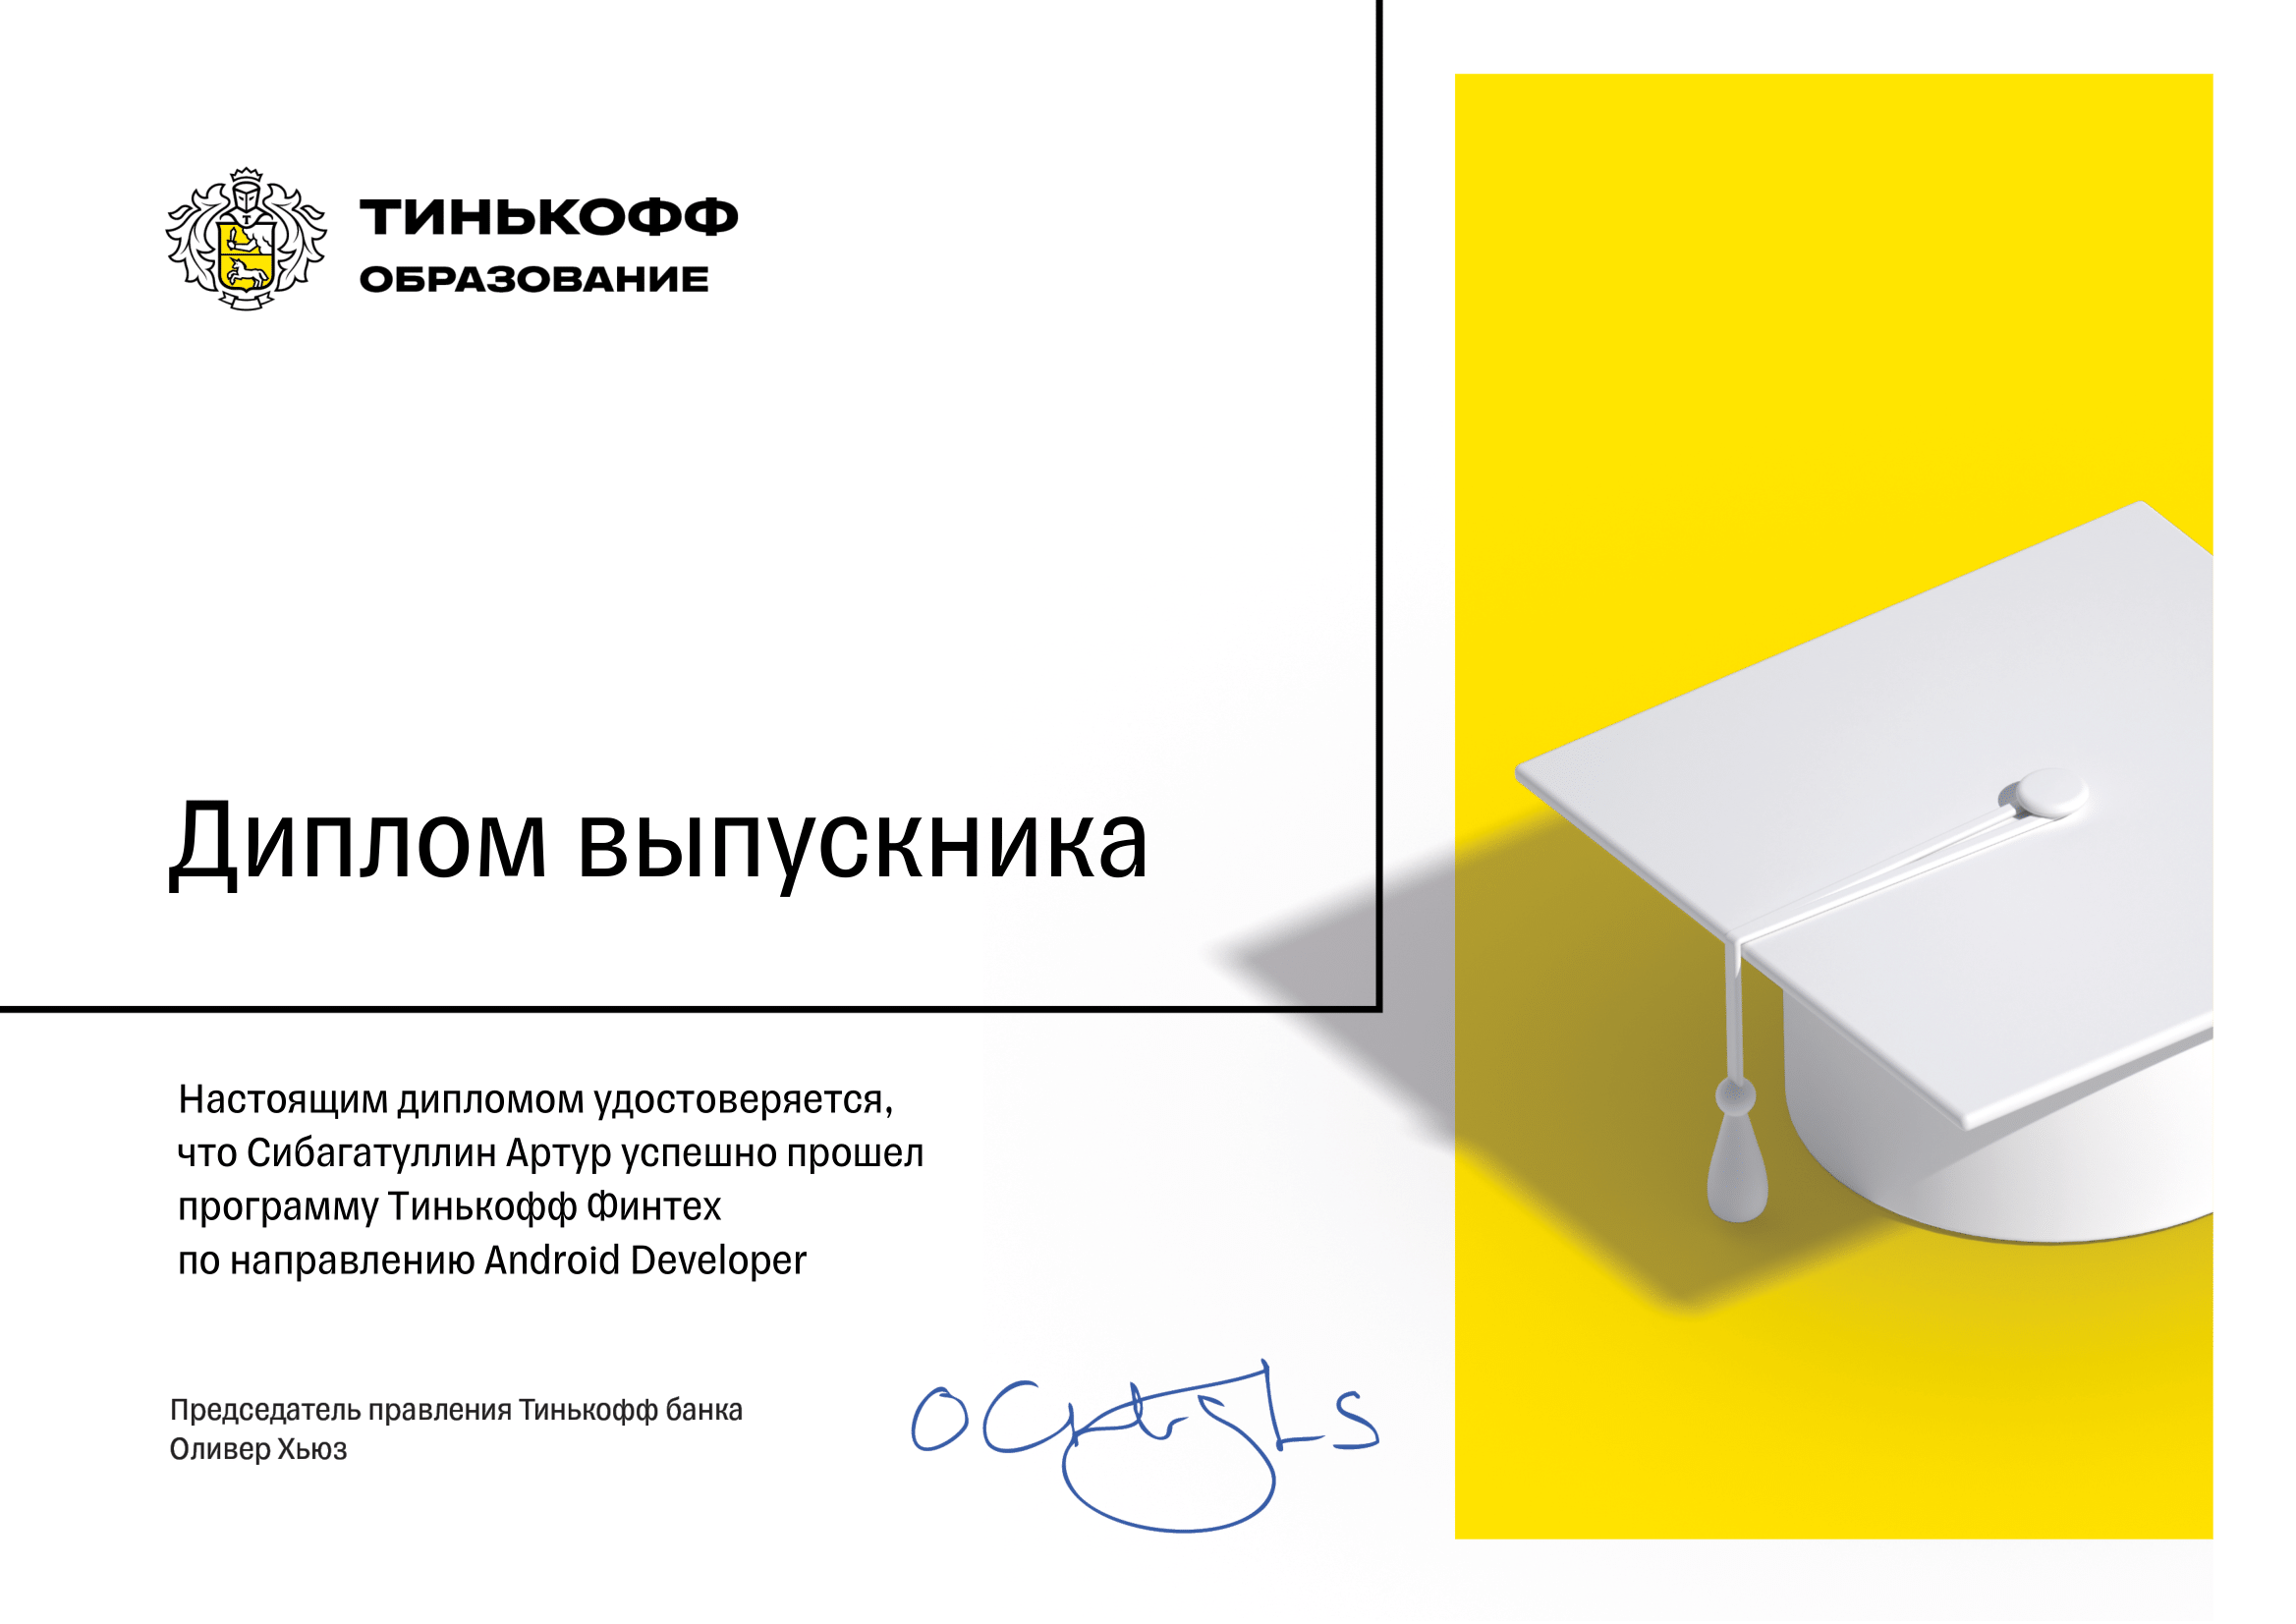 ТИНЬКОФФ
ОБРАЗОВАНИЕ
Диплом выпускника
Настоящим дипломом удостоверяется,
что Сибагатуллин Артур успешно прошел
программу Тинькофф Финтех
по направлению Android Developer
Председатель правления Тинькофф банка
Оливер Хьюз